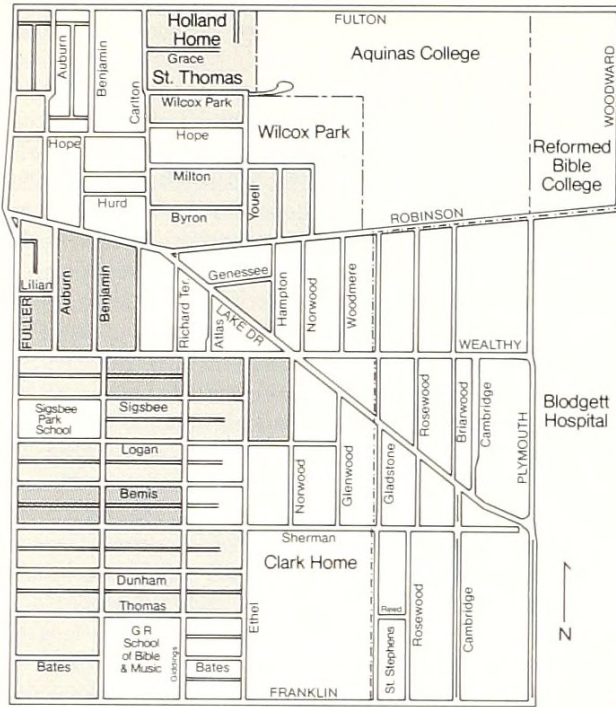 Holland
Home
FULTON
Auburn
Benjamin
Carlton
Grace
St. Thomas
Aquinas College
WOODWARD
Wilcox Park
Hope
Hope
Wilcox Park
Reformed
Bible
College
Milton
Hurd
Byron
Youell
ROBINSON
Lilian
FULLER
Auburn
Benjamin
Richard Ter.
Genessee
Atlas
LAKE DR
Hampton
Norwood
Woodmere
WEALTHY
Sigsbee
Park
School
Sigsbee
Logan
Bemis
Norwood
Glenwood
Gladstone
Rosewood
Briarwood
Cambridge
PLYMOUTH
Blodgett
Hospital
Sherman
Clark Home
Dunham
Thomas
Ethel
Reed
Rosewood
Cambridge
N
G R
School
of Bible
& Music
Giddings
St. Stephens
Bates
Bates
FRANKLIN